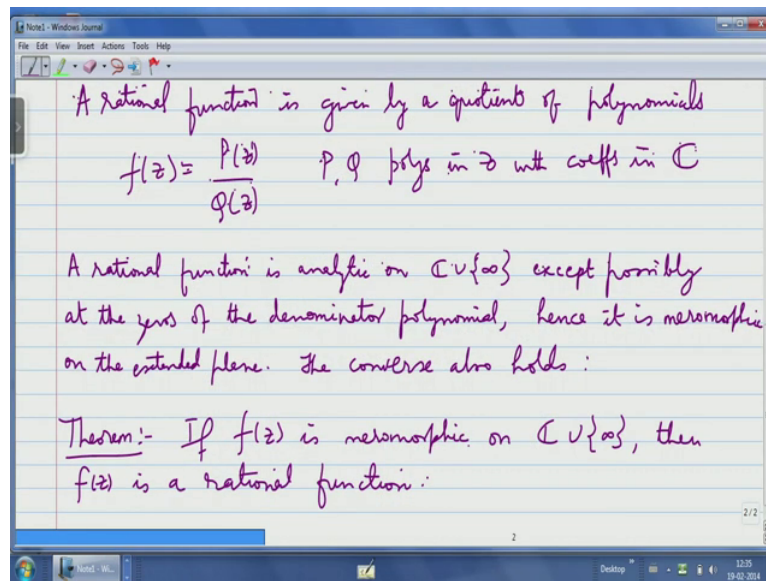 Note1 - Windows Journal
File Edit View Insert Actions Tools Help
A rational function is given by a quotient of polynomials
f(z) = P(z)/Q(z) P, Q polys in z with coeffs in ℂ
A rational function is analytic on ℂ∪{∞} except possibly
at the zeros of the denominator polynomial, hence it is meromorphic
on the extended plane. The converse also holds :
Theorem:- If f(z) is meromorphic on ℂ∪{∞}, then
f(z) is a rational function.
2/2
2
Note1 - Wi...
Desktop
12:35
19-02-2014